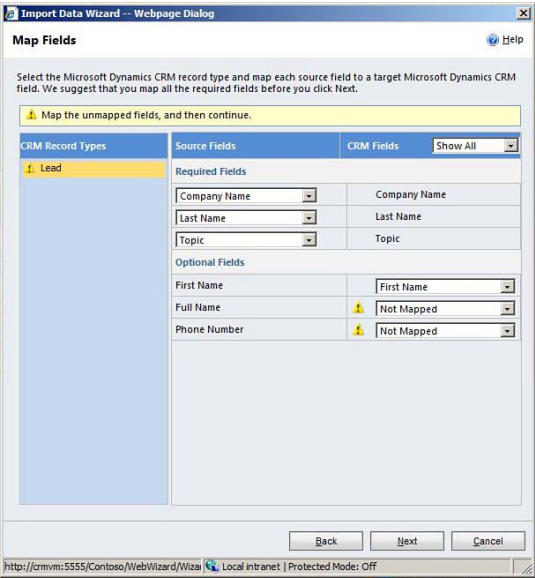 Import Data Wizard -- Webpage Dialog
Map Fields
Help
Select the Microsoft Dynamics CRM record type and map each source field to a target Microsoft Dynamics CRM
field. We suggest that you map all the required fields before you click Next.
Map the unmapped fields, and then continue.
CRM Record Types
Source Fields
CRM Fields
Show All
Lead
Required Fields
Company Name
Company Name
Last Name
Last Name
Topic
Topic
Optional Fields
First Name
First Name
Full Name
Not Mapped
Phone Number
Not Mapped
Back
Next
Cancel
http://crmvm:5555/Contoso/WebWizard/Wizar
Local intranet | Protected Mode: Off